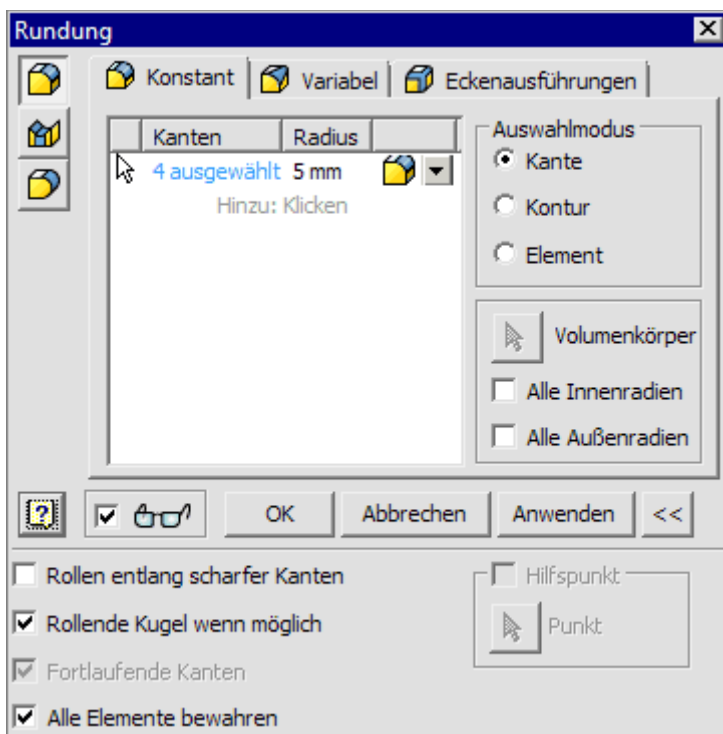 Rundung
Konstant
Variabel
Eckenausführungen
Kanten Radius
4 ausgewählt 5 mm
Hinzu: Klicken
Auswahlmodus
Kante
Kontur
Element
Volumenkörper
Alle Innenradien
Alle Außenradien
OK
Abbrechen
Anwenden
<<
Rollen entlang scharfer Kanten
Rollende Kugel wenn möglich
Fortlaufende Kanten
Alle Elemente bewahren
Hilfspunkt
Punkt